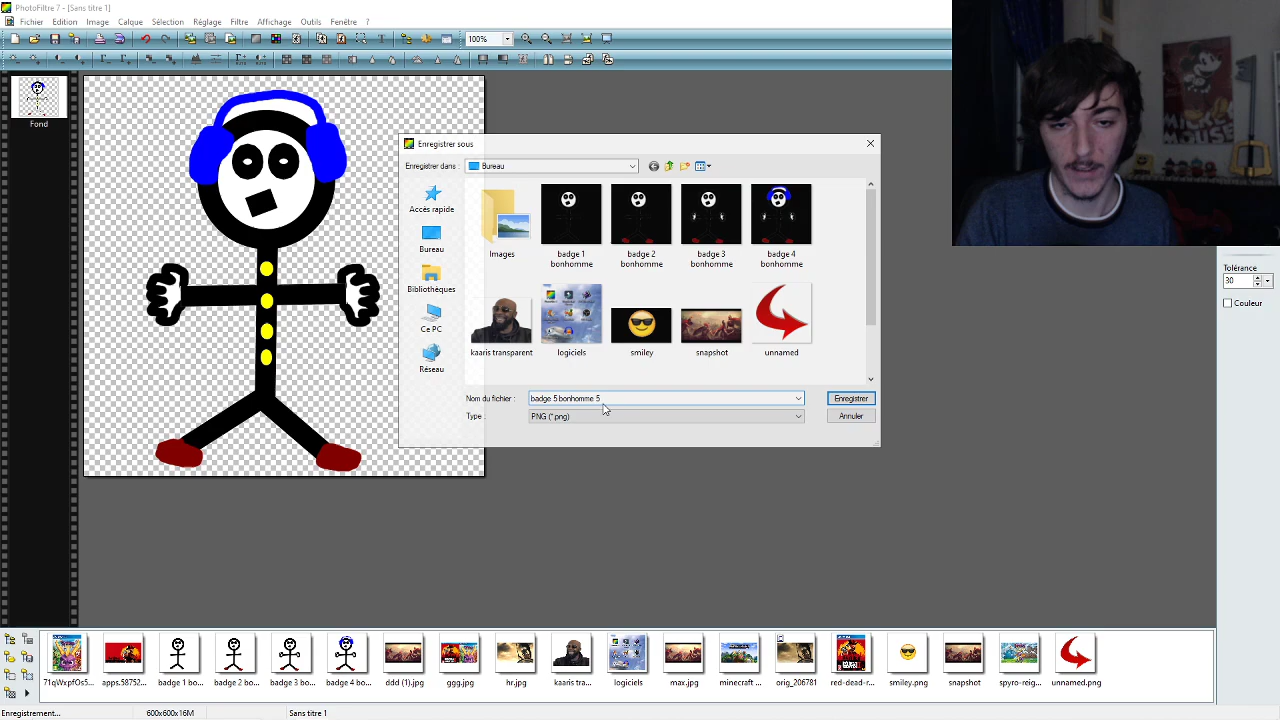 PhotoFiltre 7 - [Sans titre 1]
Fichier Edition Image Calque Sélection Réglage Filtre Affichage Outils Fenêtre ?
100%
Fond
Enregistrer sous
Enregistrer dans : Bureau
Accès rapide
Bureau
Bibliothèques
Ce PC
Réseau
Images
badge 1 bonhomme
badge 2 bonhomme
badge 3 bonhomme
badge 4 bonhomme
kaaris transparent
logiciels
smiley
snapshot
unnamed
Nom du fichier : badge 5 bonhomme 5
Enregistrer
Type : PNG (*.png)
Annuler
MICKEY
MOUSE
Tolérance
30
Couleur
71qWxpfOs5...
apps.58752...
badge 1 bo...
badge 2 bo...
badge 3 bo...
badge 4 bo...
ddd (1).jpg
ggg.jpg
hr.jpg
kaaris tra...
logiciels
max.jpg
minecraft ...
orig_206781
red-dead-r...
smiley.png
snapshot
spyro-reig...
unnamed.png
Enregistrement... 600x600x16M Sans titre 1